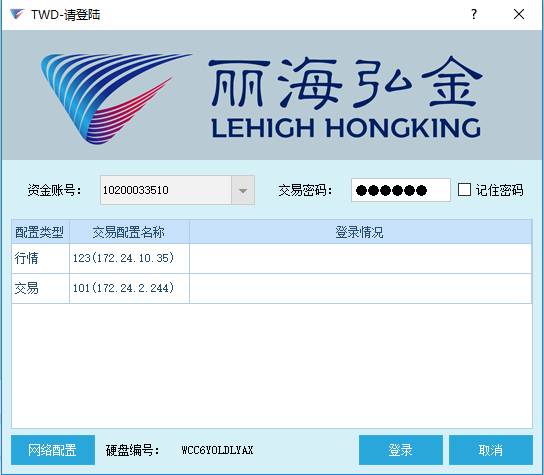 TWD-请登陆
丽海弘金
LEHIGH HONGKING
资金账号： 10200033510 交易密码： ●●●●●● 记住密码
配置类型 交易配置名称 登录情况
行情 123(172.24.10.35)
交易 101(172.24.2.244)
网络配置 硬盘编号： WCC6YOLDLYAX 登录 取消